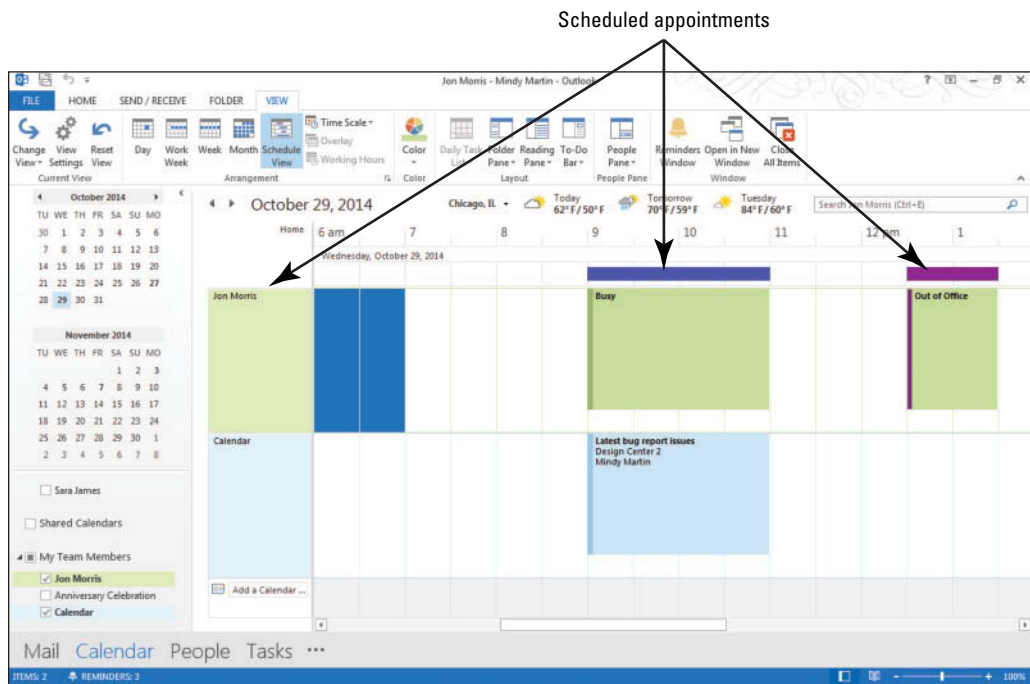 Scheduled appointments
Jon Morris - Mindy Martin - Outlook
FILE HOME SEND / RECEIVE FOLDER VIEW
Change View View Settings Reset View
Current View
Day Work Week Week Month Schedule View
Time Scale
Overlay
Working Hours
Arrangement
Color
Color
Daily Task List Folder Pane Reading Pane To-Do Bar
Layout
People Pane
People Pane
Reminders Window Open in New Window Close All Items
Window
October 2014
TU WE TH FR SA SU MO
30 1 2 3 4 5 6
7 8 9 10 11 12 13
14 15 16 17 18 19 20
21 22 23 24 25 26 27
28 29 30 31
November 2014
TU WE TH FR SA SU MO
1 2 3
4 5 6 7 8 9 10
11 12 13 14 15 16 17
18 19 20 21 22 23 24
25 26 27 28 29 30 1
2 3 4 5 6 7 8
Sara James
Shared Calendars
My Team Members
Jon Morris
Anniversary Celebration
Calendar
October 29, 2014
Chicago, IL
Today 62° F/50° F
Tomorrow 70° F/59° F
Tuesday 84° F/60° F
Search Jon Morris (Ctrl+E)
Home 6 am 7 8 9 10 11 12 pm 1
Wednesday, October 29, 2014
Jon Morris
Busy
Out of Office
Calendar
Latest bug report issues
Design Center 2
Mindy Martin
Add a Calendar ...
Mail Calendar People Tasks •••
ITEMS: 2 REMINDERS: 3
100%